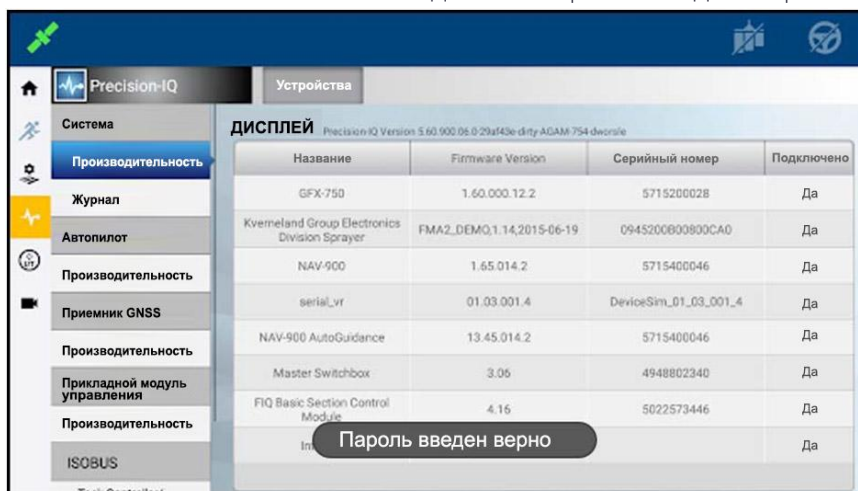 Precision-IQ
Устройства
Система
Производительность
Журнал
Автопилот
Производительность
Приемник GNSS
Производительность
Прикладной модуль
управления
Производительность
ISOBUS
ДИСПЛЕЙ Precision-IQ Version 5.60.900.06.0-29af43e-dirty-AGAM-754-dworsle
Название Firmware Version Серийный номер Подключено
GFX-750 1.60.000.12.2 5715200028 Да
Kverneland Group Electronics
Division Sprayer FMA2_DEMO,1.14,2015-06-19 0945200800800CA0 Да
NAV-900 1.65.014.2 5715400046 Да
serial_vr 01.03.001.4 DeviceSim_01_03_001_4 Да
NAV-900 AutoGuidance 13.45.014.2 5715400046 Да
Master Switchbox 3.06 4948802340 Да
FIQ Basic Section Control
Module 4.16 5022573446 Да
Да
Пароль введен верно